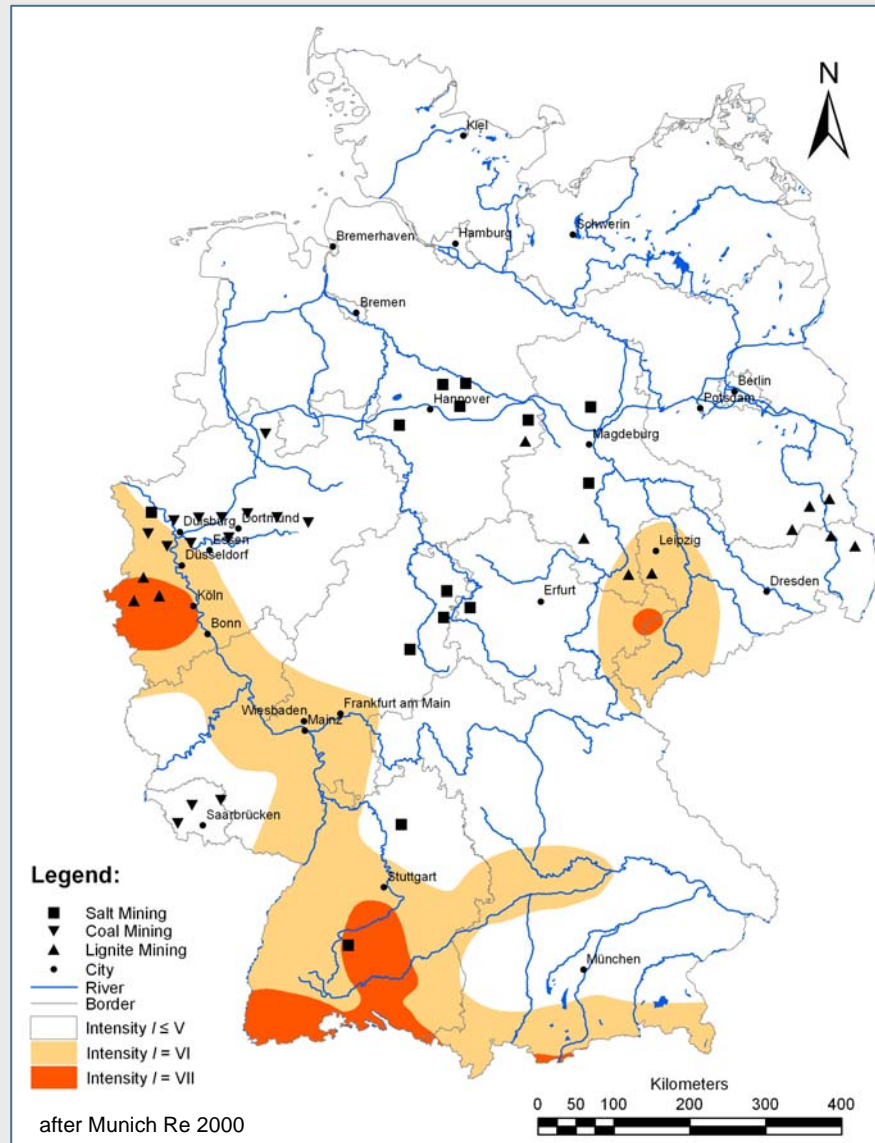 N
Kiel
Schwerin
Hamburg
Bremerhaven
Bremen
Berlin
Potsdam
Hannover
Magdeburg
Duisburg
Dortmund
Essen
Düsseldorf
Leipzig
Köln
Erfurt
Dresden
Bonn
Frankfurt am Main
Wiesbaden
Mainz
Saarbrücken
Stuttgart
München
Legend:
Salt Mining
Coal Mining
Lignite Mining
City
River
Border
Intensity I ≤ V
Intensity I = VI
Intensity I = VII
after Munich Re 2000
Kilometers
0 50 100 200 300 400